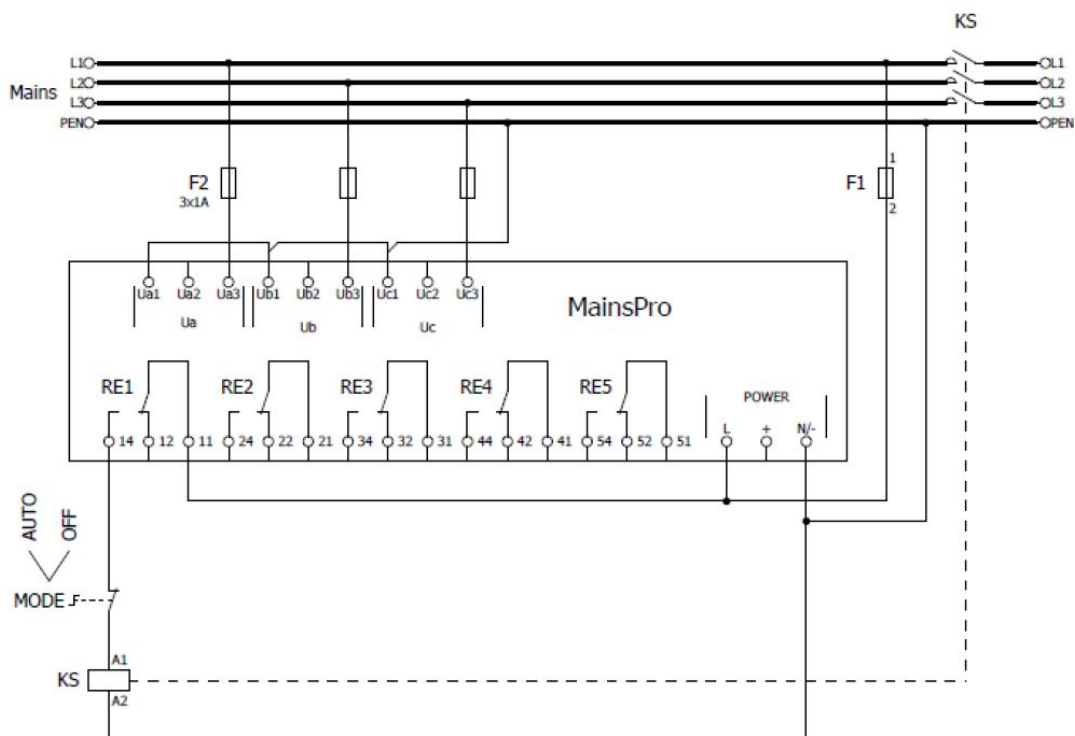 KS
L1
L1
L2
L2
Mains
L3
L3
PEN
PEN
1
F2
F1
3x1A
2
Ua1 Ua2 Ua3 Ub1 Ub2 Ub3 Uc1 Uc2 Uc3
MainsPro
Ua Ub Uc
RE1 RE2 RE3 RE4 RE5
POWER
L + N/-
14 12 11 24 22 21 34 32 31 44 42 41 54 52 51
AUTO
OFF
MODE
A1
KS
A2